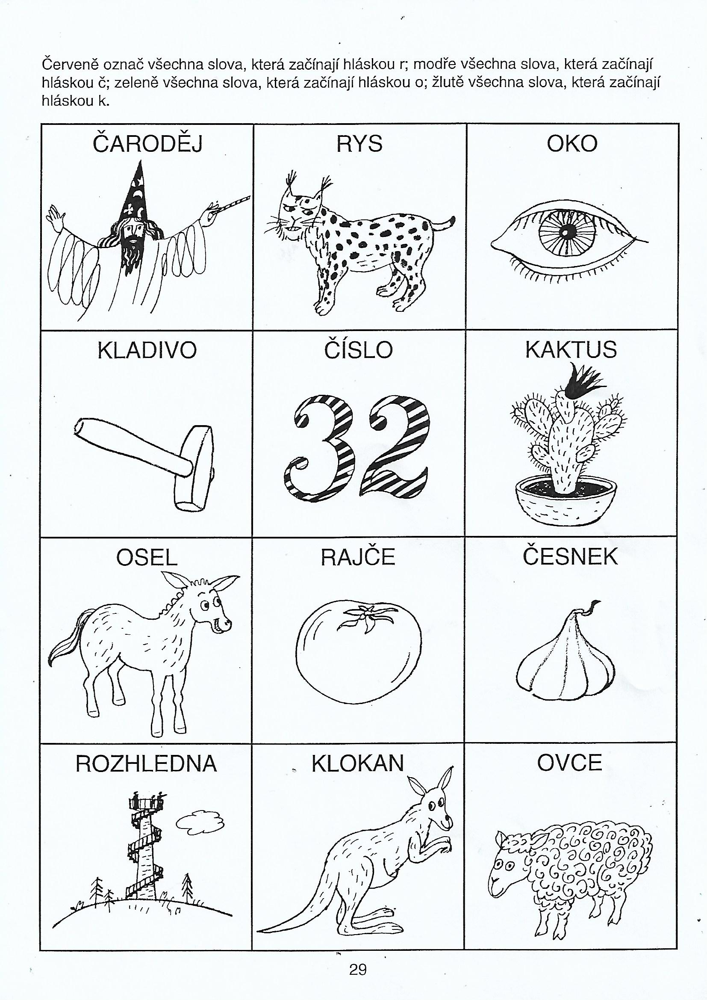 Červeně označ všechna slova, která začínají hláskou r; modře všechna slova, která začínají
hláskou č; zeleně všechna slova, která začínají hláskou o; žlutě všechna slova, která začínají
hláskou k.
ČARODĚJ
RYS
OKO
KLADIVO
ČÍSLO
KAKTUS
32
OSEL
RAJČE
ČESNEK
ROZHLEDNA
KLOKAN
OVCE
29